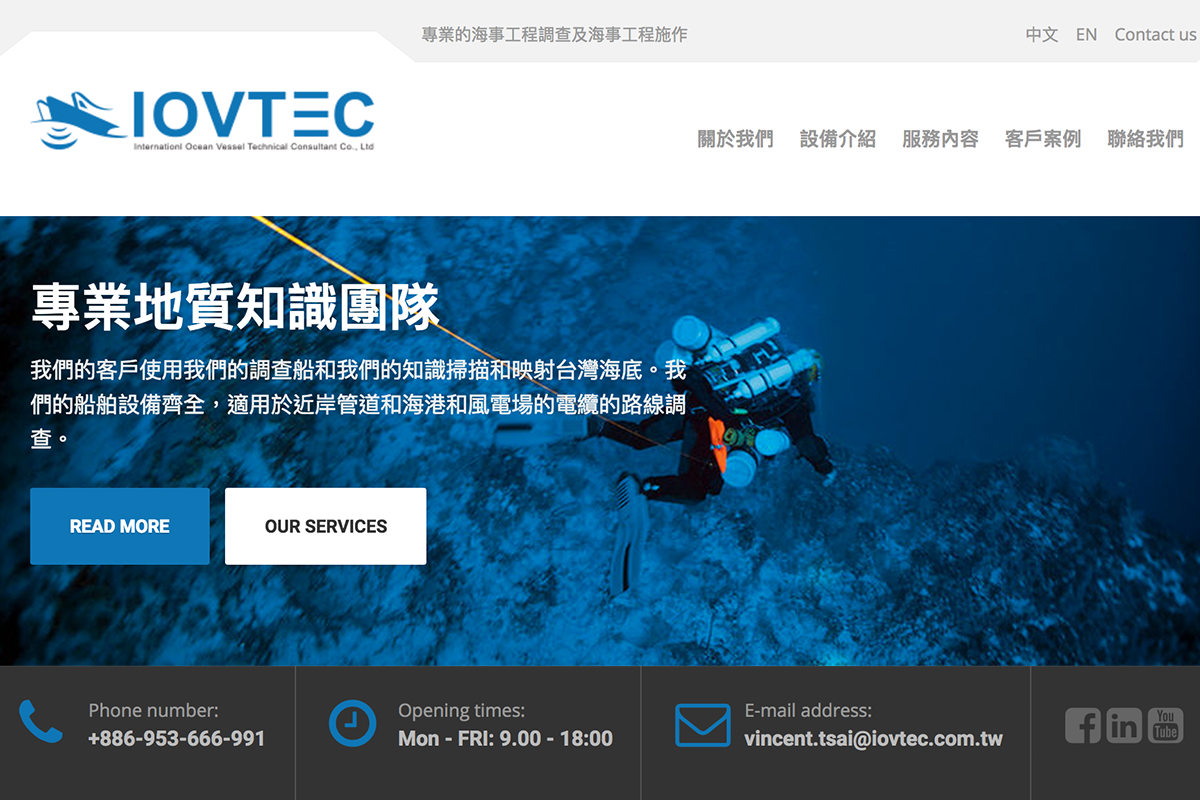 專業的海事工程調查及海事工程施作
中文 EN Contact us
IOVTEC
Internationl Ocean Vessel Technical Consultant Co., Ltd
關於我們 設備介紹 服務內容 客戶案例 聯絡我們
專業地質知識團隊
我們的客戶使用我們的調查船和我們的知識掃描和映射台灣海底。我
們的船舶設備齊全，適用於近岸管道和海港和風電場的電纜的路線調
查。
READ MORE
OUR SERVICES
Phone number:
+886-953-666-991
Opening times:
Mon - FRI: 9.00 - 18:00
E-mail address:
vincent.tsai@iovtec.com.tw
You
Tube